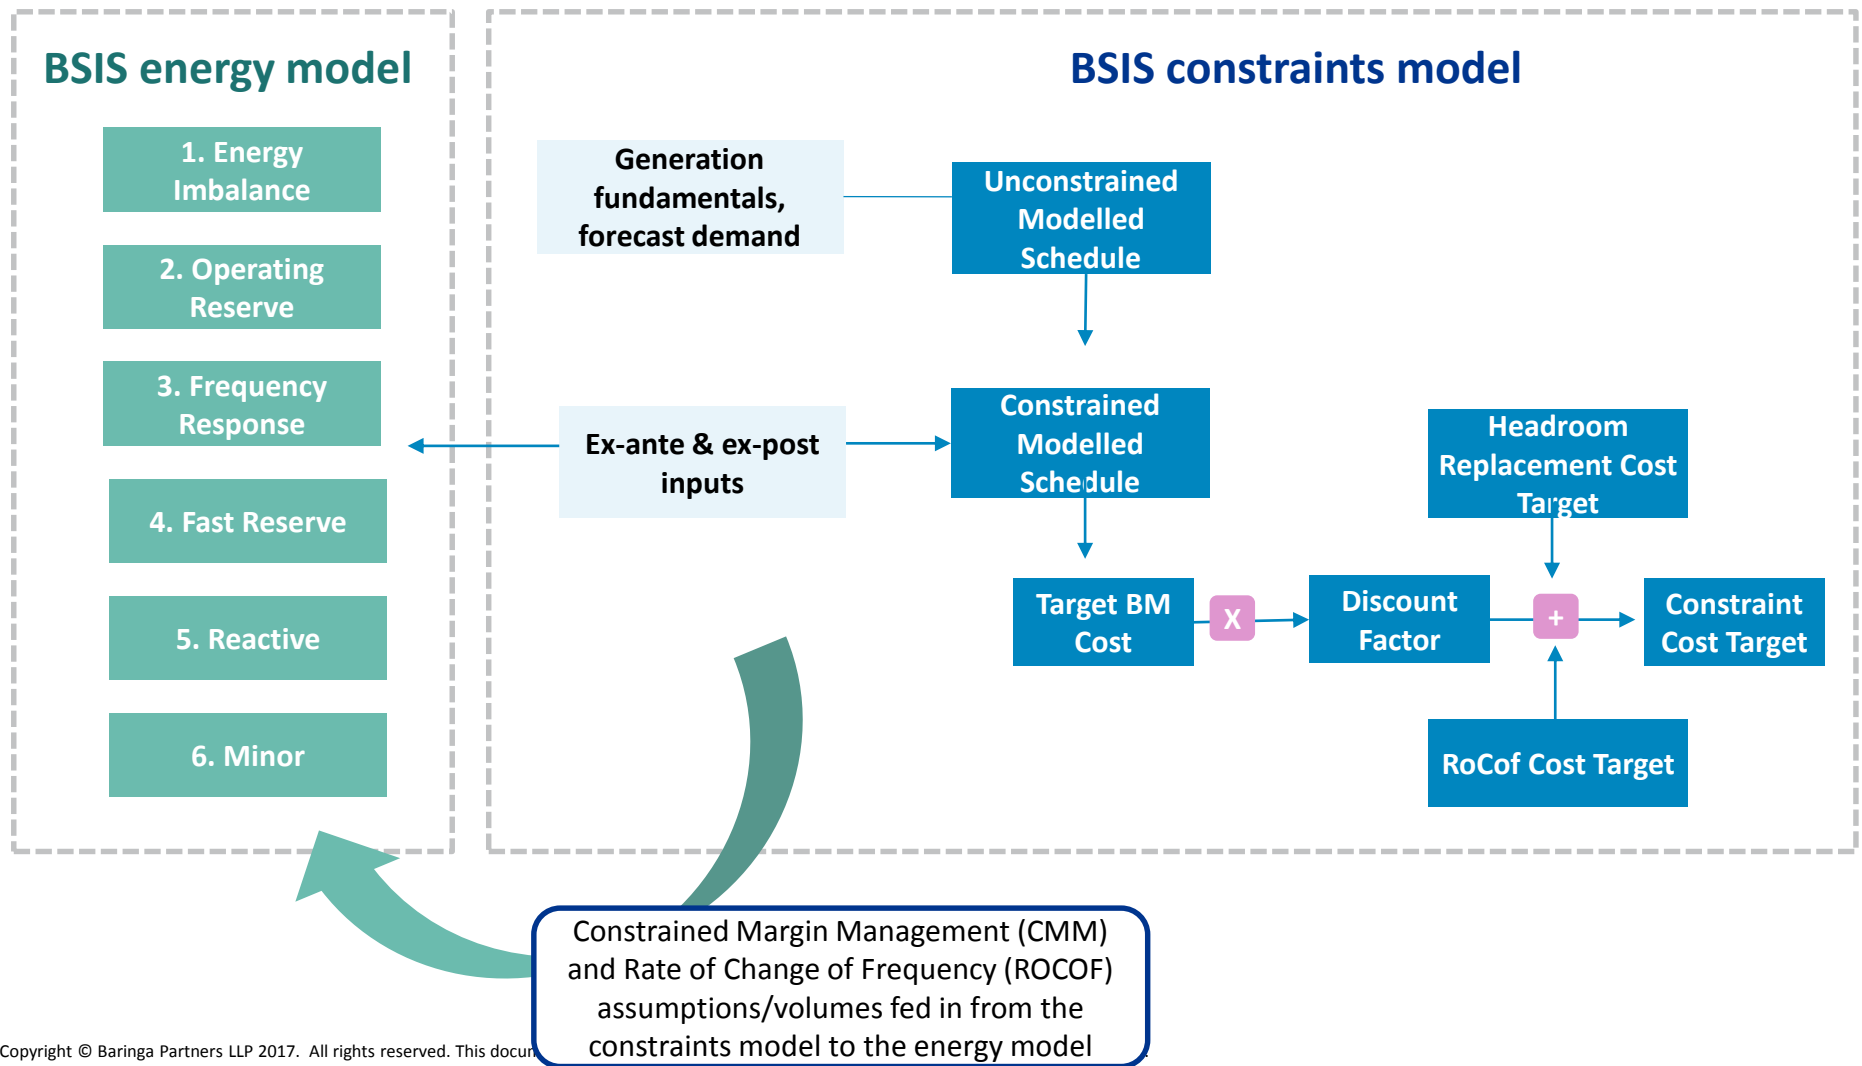 BSIS energy model
1. Energy
Imbalance
2. Operating
Reserve
3. Frequency
Response
4. Fast Reserve
5. Reactive
6. Minor
BSIS constraints model
Generation
fundamentals,
forecast demand
Unconstrained
Modelled
Schedule
Ex-ante & ex-post
inputs
Constrained
Modelled
Schedule
Headroom
Replacement Cost
Target
Target BM
Cost
X
Discount
Factor
+
Constraint
Cost Target
RoCof Cost Target
Constrained Margin Management (CMM)
and Rate of Change of Frequency (ROCOF)
assumptions/volumes fed in from the
constraints model to the energy model
Copyright © Baringa Partners LLP 2017. All rights reserved. This